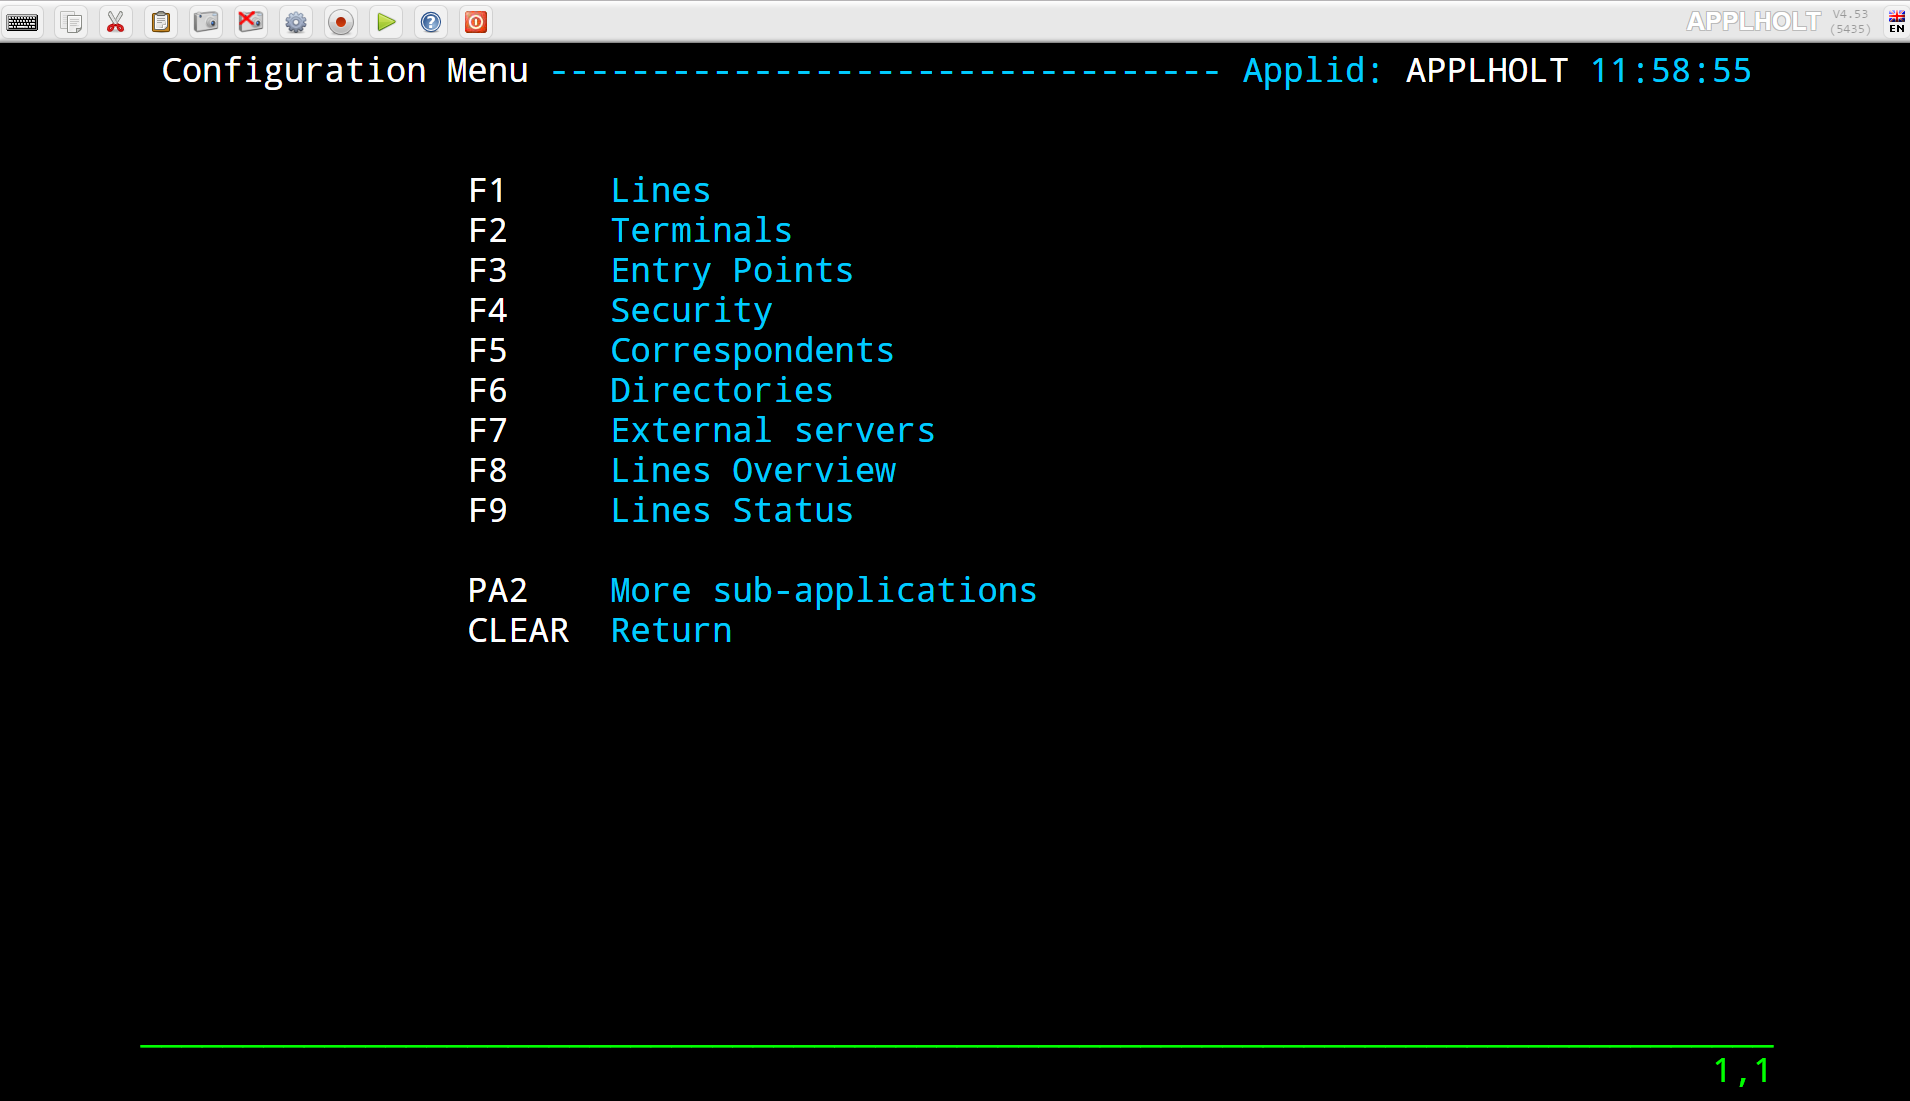 APPLHOLT V4.53 (5435) EN
Configuration Menu --------------------------------- Applid: APPLHOLT 11:58:55
F1 Lines
F2 Terminals
F3 Entry Points
F4 Security
F5 Correspondents
F6 Directories
F7 External servers
F8 Lines Overview
F9 Lines Status
PA2 More sub-applications
CLEAR Return
1,1